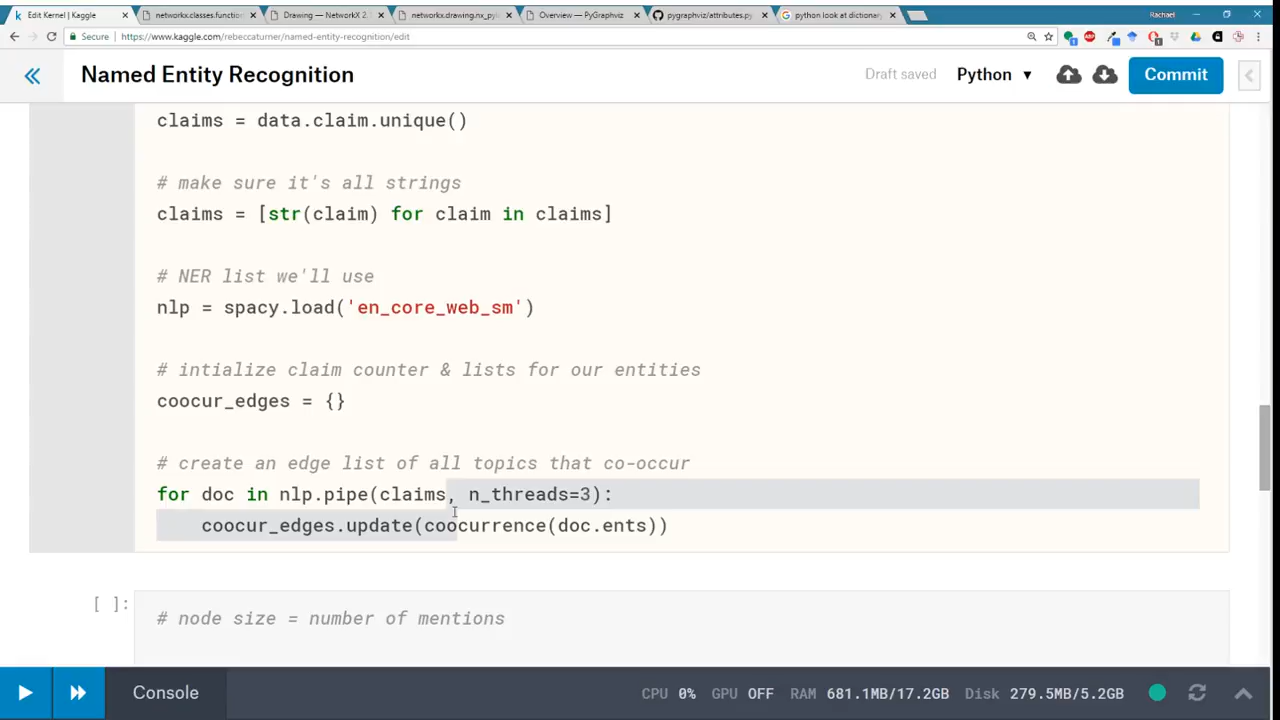 Edit Kernel | Kaggle
networkx.classes.function
Drawing — NetworkX 2.
networkx.drawing.nx_py
Overview — PyGraphviz
pygraphviz/attributes.py
python look at dictionary
Rachael
Secure
https://www.kaggle.com/rebeccaturner/named-entity-recognition/edit
Named Entity Recognition
Draft saved
Python
Commit
claims = data.claim.unique()
# make sure it's all strings
claims = [str(claim) for claim in claims]
# NER list we'll use
nlp = spacy.load('en_core_web_sm')
# intialize claim counter & lists for our entities
coocur_edges = {}
# create an edge list of all topics that co-occur
for doc in nlp.pipe(claims, n_threads=3):
coocur_edges.update(coocurrence(doc.ents))
[ ]:
# node size = number of mentions
Console
CPU 0% GPU OFF RAM 681.1MB/17.2GB Disk 279.5MB/5.2GB